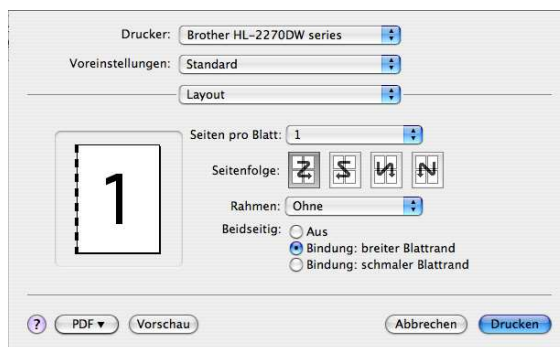 Drucker: Brother HL-2270DW series
Voreinstellungen: Standard
Layout
Seiten pro Blatt: 1
Seitenfolge:
Rahmen: Ohne
Beidseitig: Aus
Bindung: breiter Blattrand
Bindung: schmaler Blattrand
1
? PDF ▼ Vorschau Abbrechen Drucken